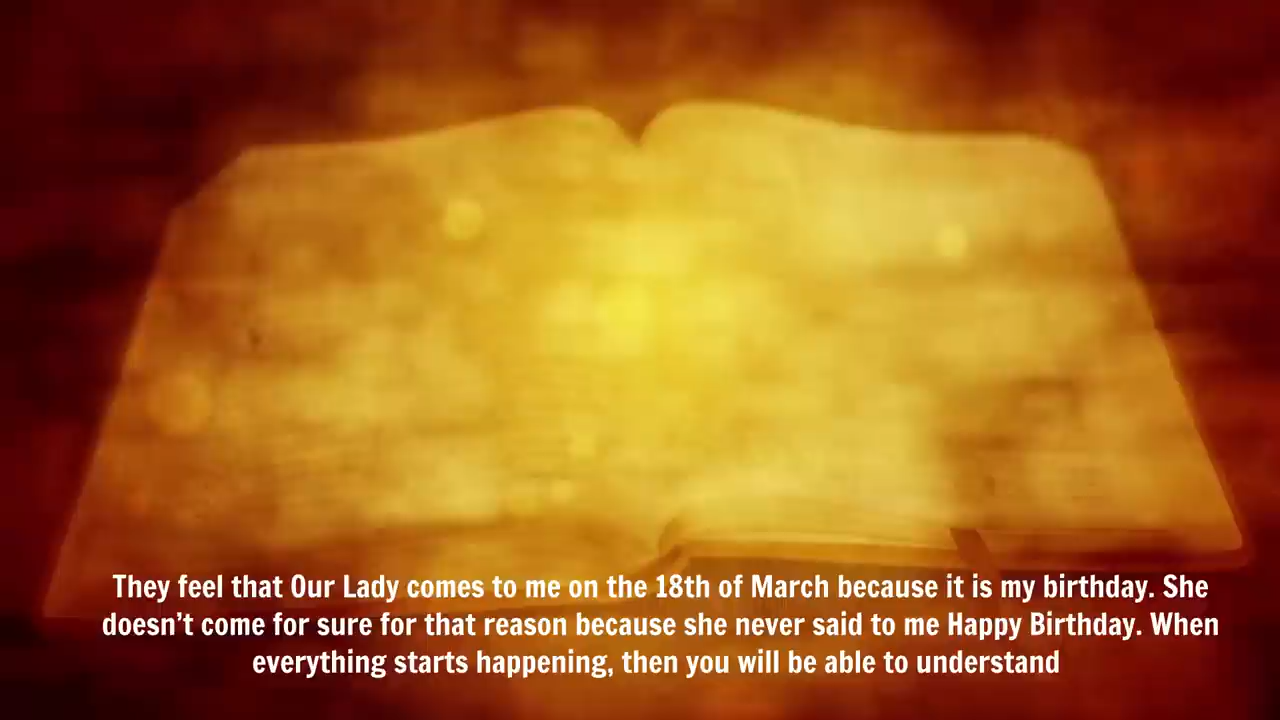 They feel that Our Lady comes to me on the 18th of March because it is my birthday. She
doesn't come for sure for that reason because she never said to me Happy Birthday. When
everything starts happening, then you will be able to understand